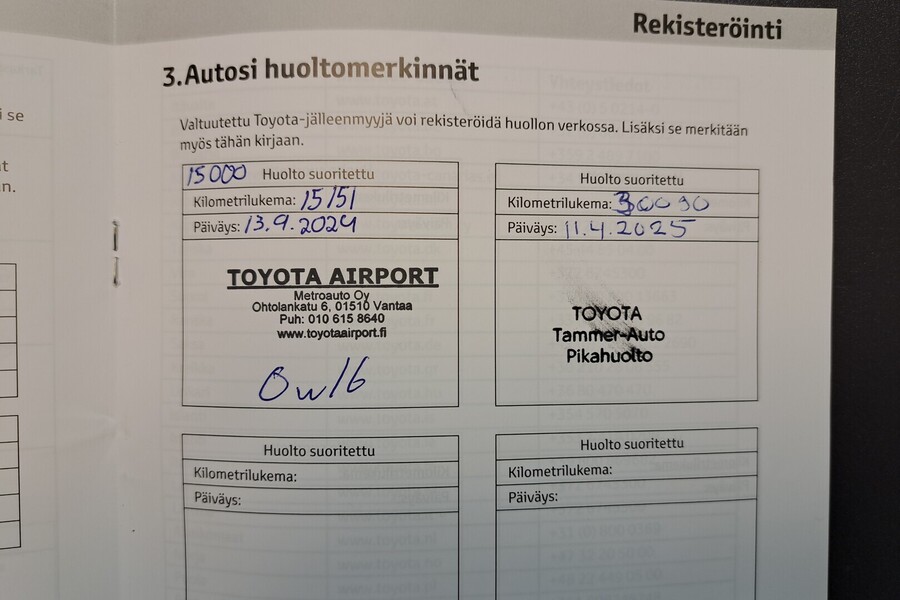 i se
t
n.
Rekisteröinti
3. Autosi huoltomerkinnät
Valtuutettu Toyota-jälleenmyyjä voi rekisteröidä huollon verkossa. Lisäksi se merkitään
myös tähän kirjaan.
15000 Huolto suoritettu
Kilometrilukema: 15151
Päiväys: 13.9.2024
TOYOTA AIRPORT
Metroauto Oy
Ohtolankatu 6, 01510 Vantaa
Puh: 010 615 8640
www.toyotaairport.fi
Huolto suoritettu
Kilometrilukema: 30090
Päiväys: 11.4.2025
TOYOTA
Tammer-Auto
Pikahuolto
Huolto suoritettu
Kilometrilukema:
Päiväys:
Huolto suoritettu
Kilometrilukema:
Päiväys: